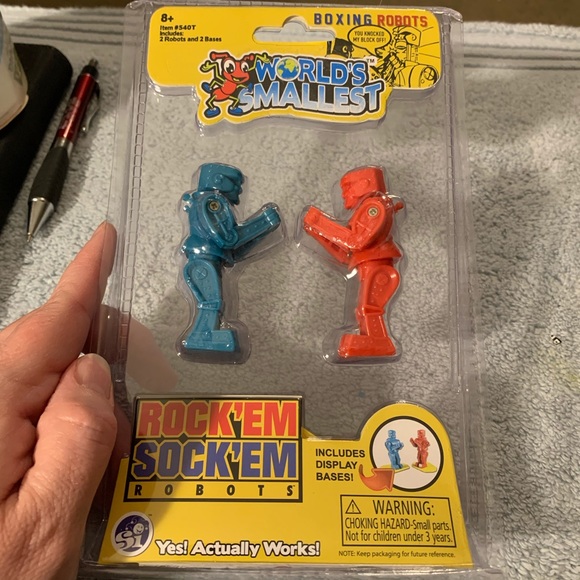 8+
Item #540T
Includes:
2 Robots and 2 Bases
BOXING ROBOTS
YOU KNOCKED
MY BLOCK OFF!
WORLD'S
SMALLEST
TM
ROCK'EM
SOCK'EM
ROBOTS
INCLUDES
DISPLAY
BASES!
WARNING:
CHOKING HAZARD-Small parts.
Not for children under 3 years.
Yes! Actually Works!
NOTE: Keep packaging for future reference.